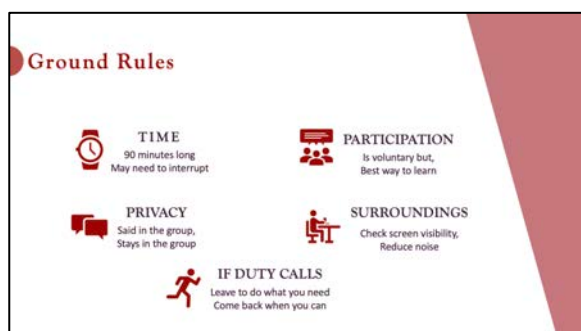 Ground Rules
TIME
90 minutes long
May need to interrupt
PARTICIPATION
Is voluntary but,
Best way to learn
PRIVACY
Said in the group,
Stays in the group
SURROUNDINGS
Check screen visibility,
Reduce noise
IF DUTY CALLS
Leave to do what you need
Come back when you can